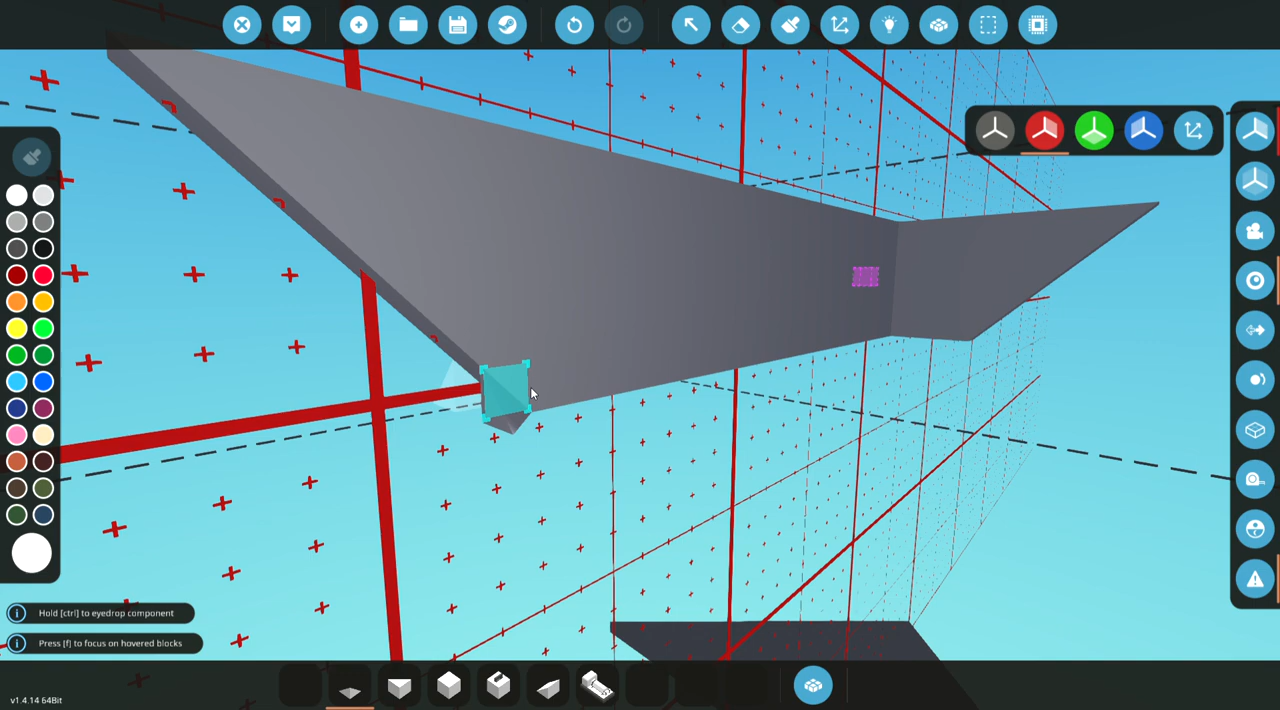 Hold [ctrl] to eyedrop component
Press [f] to focus on hovered blocks
v1.4.14 64Bit